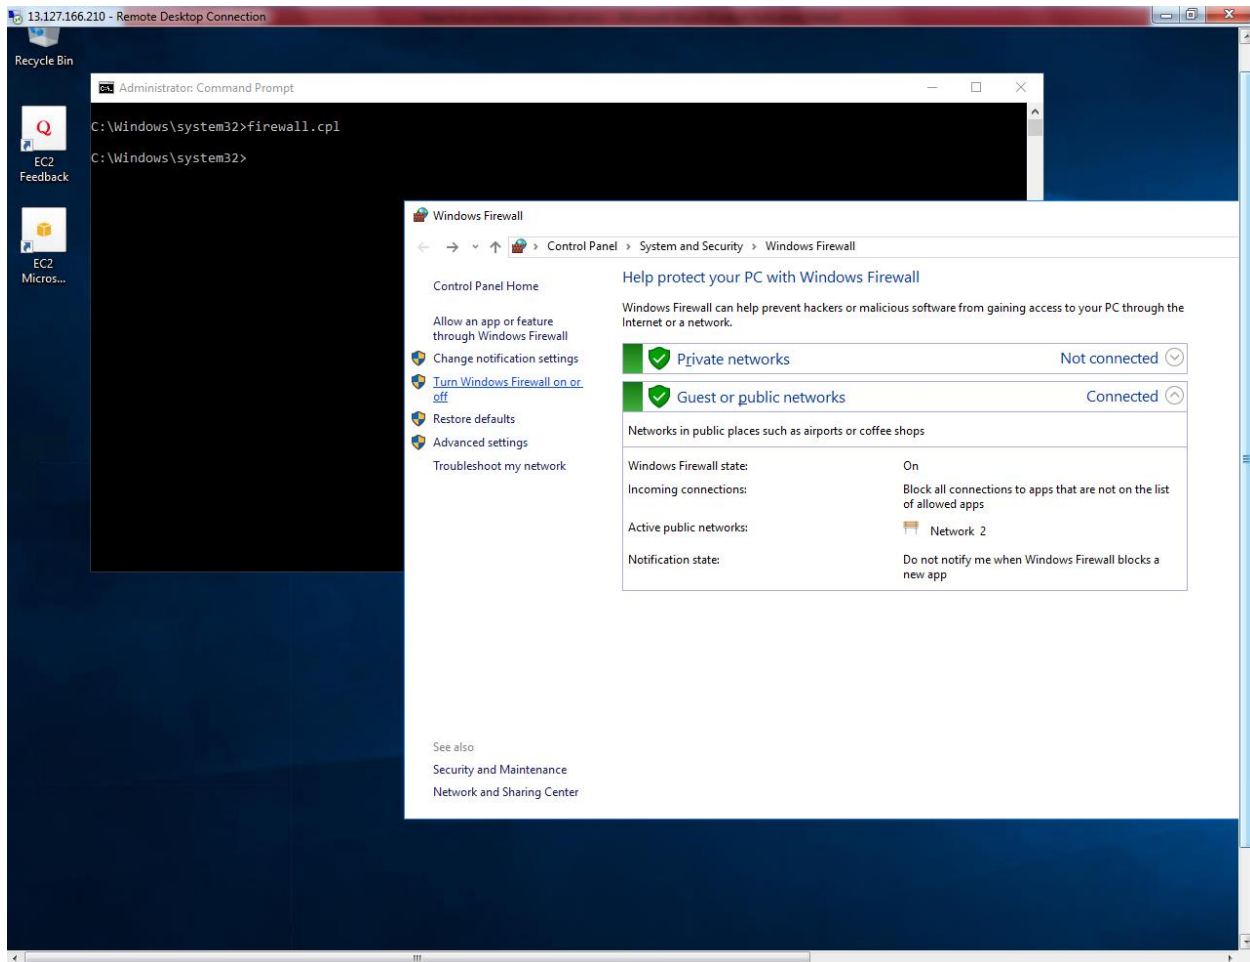 13.127.166.210 - Remote Desktop Connection
Recycle Bin
Administrator: Command Prompt
C:\Windows\system32>firewall.cpl
C:\Windows\system32>
EC2
Feedback
EC2
Micros...
Windows Firewall
Control Panel > System and Security > Windows Firewall
Control Panel Home
Allow an app or feature
through Windows Firewall
Change notification settings
Turn Windows Firewall on or
off
Restore defaults
Advanced settings
Troubleshoot my network
Help protect your PC with Windows Firewall
Windows Firewall can help prevent hackers or malicious software from gaining access to your PC through the
Internet or a network.
Private networks Not connected
Guest or public networks Connected
Networks in public places such as airports or coffee shops
Windows Firewall state: On
Incoming connections: Block all connections to apps that are not on the list
of allowed apps
Active public networks: Network 2
Notification state: Do not notify me when Windows Firewall blocks a
new app
See also
Security and Maintenance
Network and Sharing Center